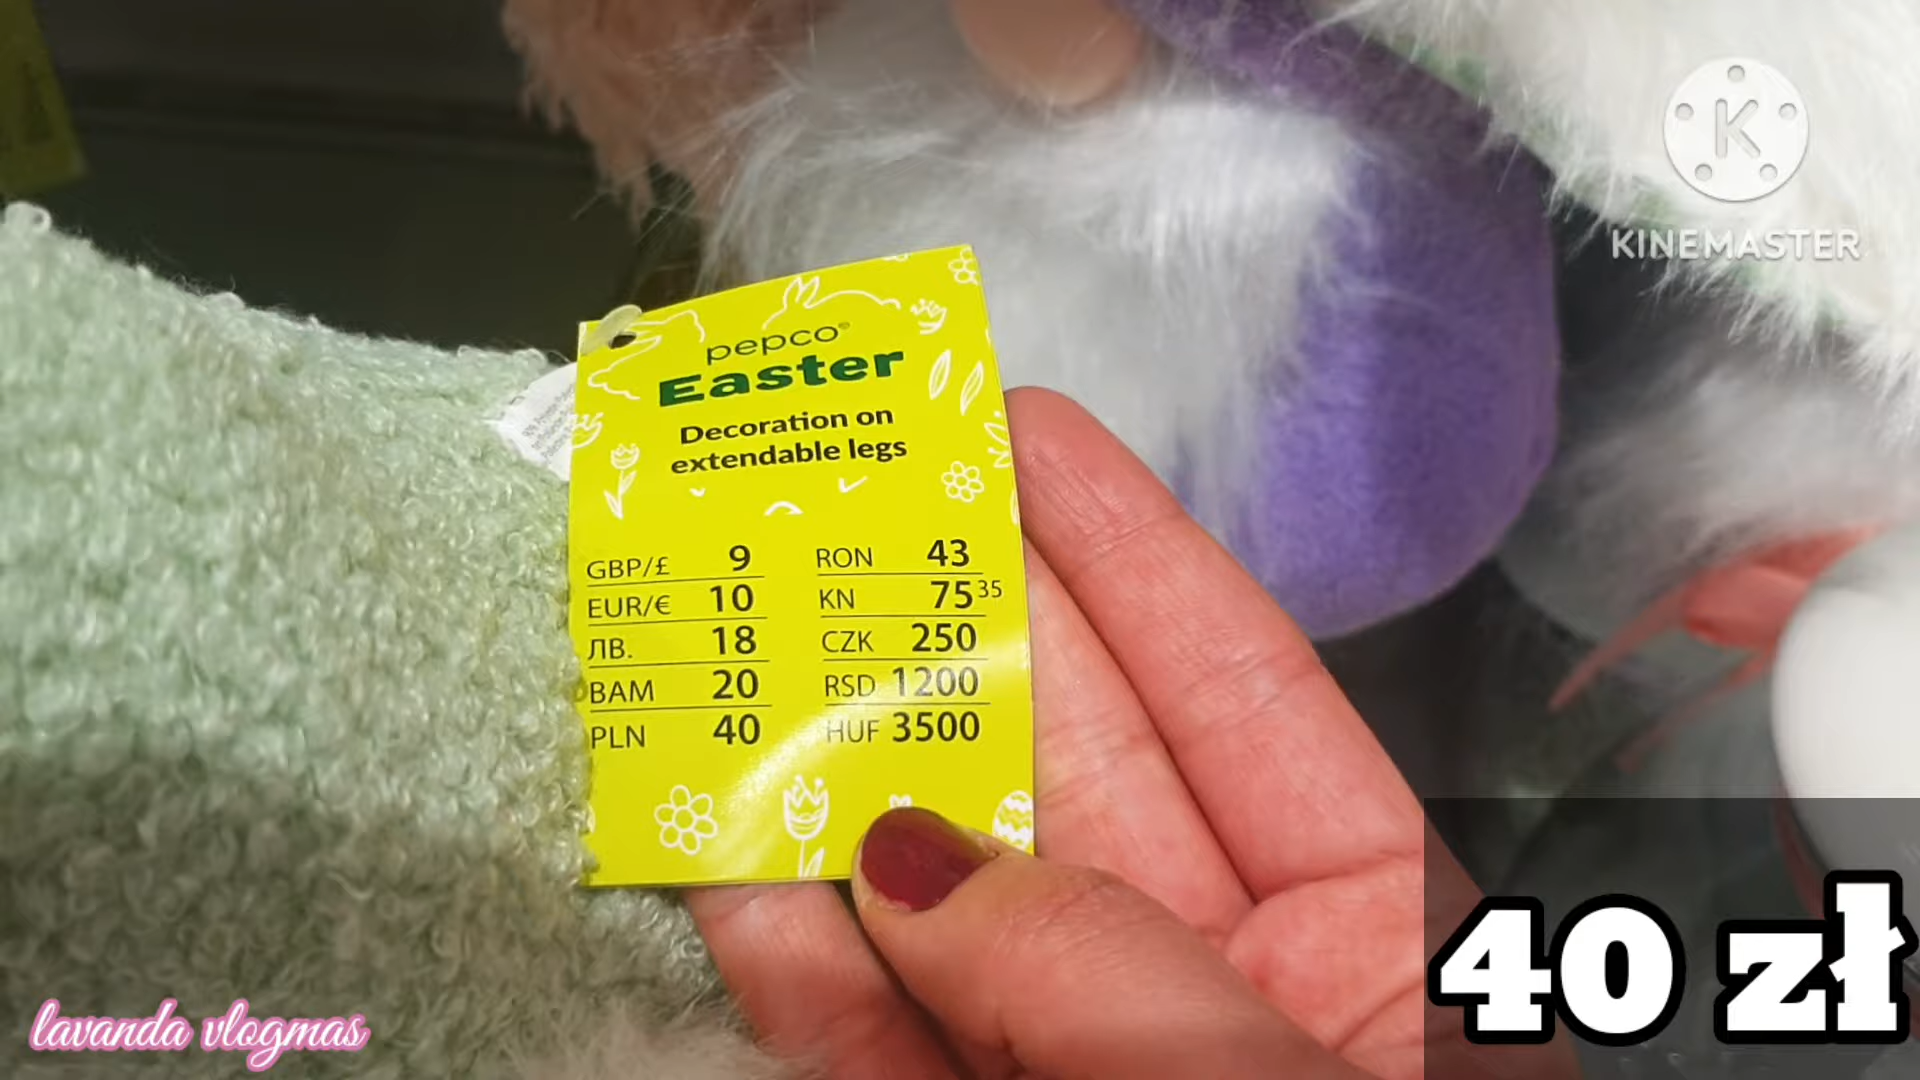 KINEMASTER
pepco®
Easter
Decoration on
extendable legs
GBP/£ 9
EUR/€ 10
ЛВ. 18
BAM 20
PLN 40
RON 43
KN 75 35
CZK 250
RSD 1200
HUF 3500
40 zł
lavanda vlogmas